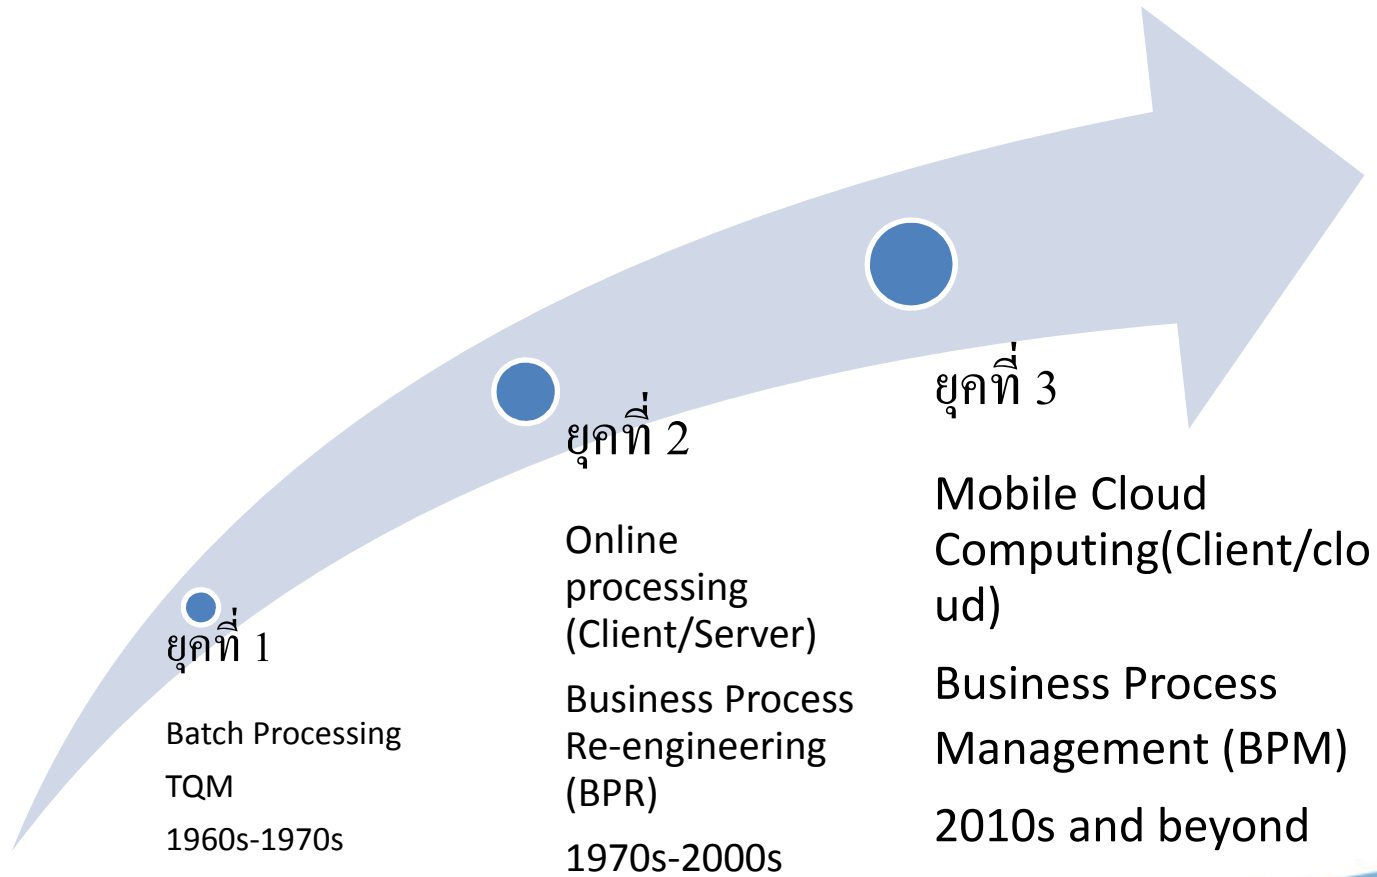 ยุคที่ 1
Batch Processing
TQM
1960s-1970s
ยุคที่ 2
Online
processing
(Client/Server)
Business Process
Re-engineering
(BPR)
1970s-2000s
ยุคที่ 3
Mobile Cloud
Computing(Client/clo
ud)
Business Process
Management (BPM)
2010s and beyond